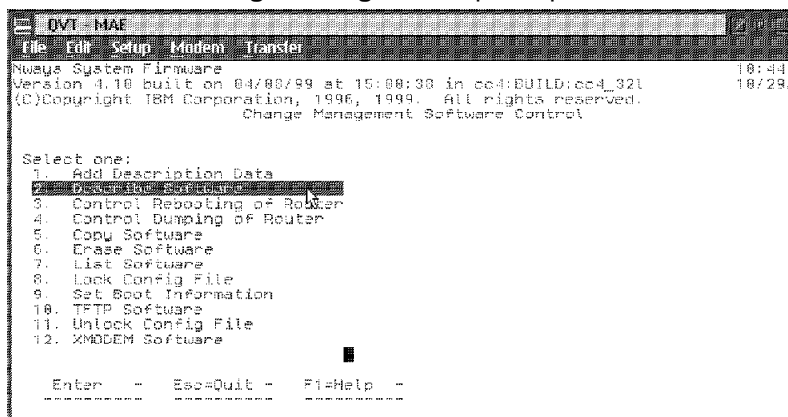 QVT - MAE
File Edit Setup Modem Transfer
Nways System Firmware 10:44
Version 4.10 built on 04/08/99 at 15:08:30 in cc4:BUILD:cc4_32l 10/29
(C)Copyright IBM Corporation, 1996, 1999. All rights reserved.
Change Management Software Control
Select one:
1. Add Description Data
2. Describe Software
3. Control Rebooting of Router
4. Control Dumping of Router
5. Copy Software
6. Erase Software
7. List Software
8. Lock Config File
9. Set Boot Information
10. TFTP Software
11. Unlock Config File
12. XMODEM Software
Enter - Esc=Quit - F1=Help -